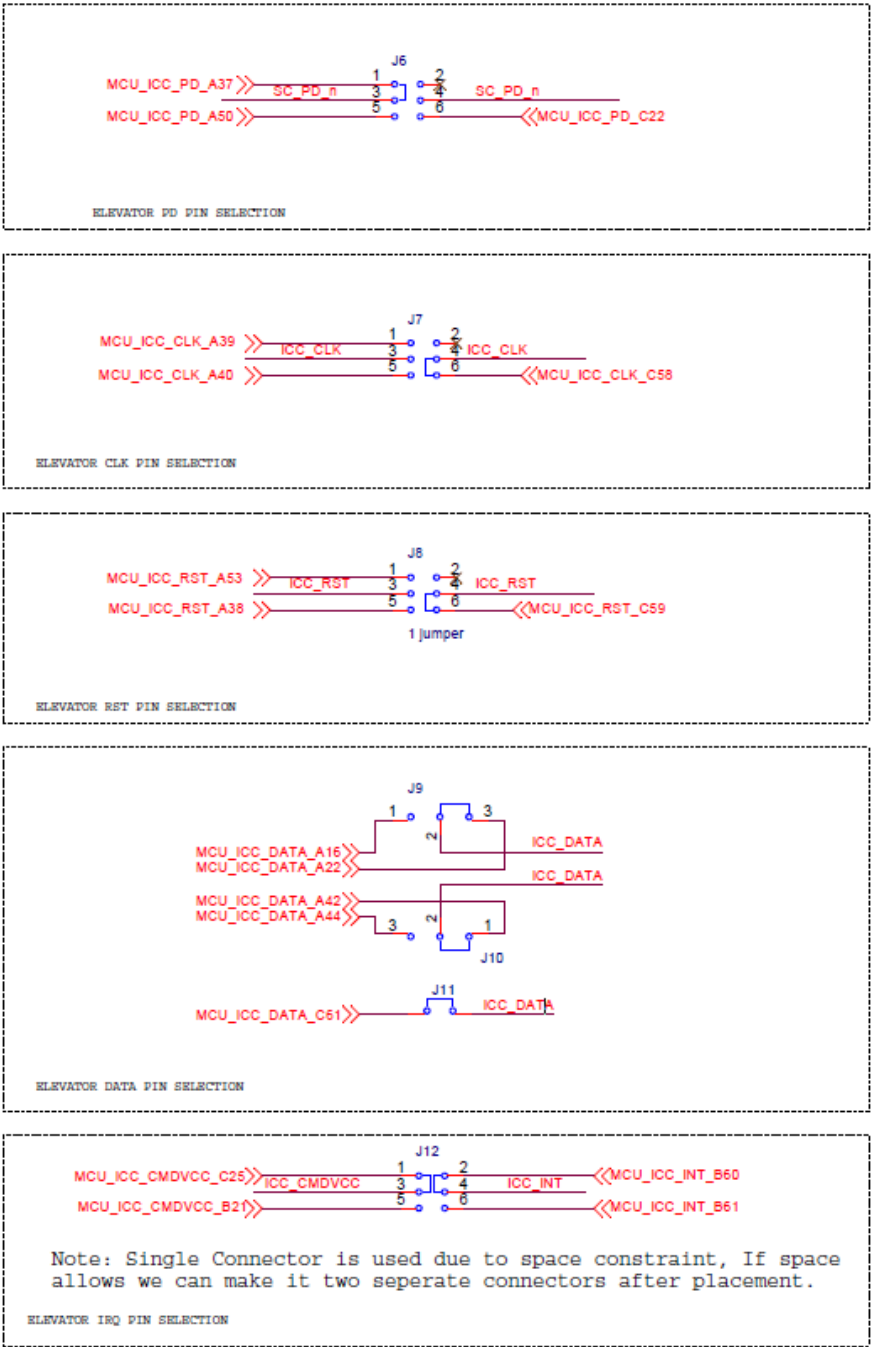 J6
MCU_ICC_PD_A37 1 2
SC_PD_n 3 4 SC_PD_n
MCU_ICC_PD_A50 5 6 MCU_ICC_PD_C22
ELEVATOR PD PIN SELECTION
J7
MCU_ICC_CLK_A39 1 2
ICC_CLK 3 4 ICC_CLK
MCU_ICC_CLK_A40 5 6 MCU_ICC_CLK_C58
ELEVATOR CLK PIN SELECTION
J8
MCU_ICC_RST_A53 1 2
ICC_RST 3 4 ICC_RST
MCU_ICC_RST_A38 5 6 MCU_ICC_RST_C59
1 jumper
ELEVATOR RST PIN SELECTION
J9
1 3
2
ICC_DATA
MCU_ICC_DATA_A16
MCU_ICC_DATA_A22
ICC_DATA
MCU_ICC_DATA_A42
MCU_ICC_DATA_A44
3 2 1
J10
J11
MCU_ICC_DATA_C61 ICC_DATA
ELEVATOR DATA PIN SELECTION
J12
MCU_ICC_CMDVCC_C25 1 2 MCU_ICC_INT_B60
ICC_CMDVCC 3 4 ICC_INT
MCU_ICC_CMDVCC_B21 5 6 MCU_ICC_INT_B61
Note: Single Connector is used due to space constraint, If space
allows we can make it two seperate connectors after placement.
ELEVATOR IRQ PIN SELECTION